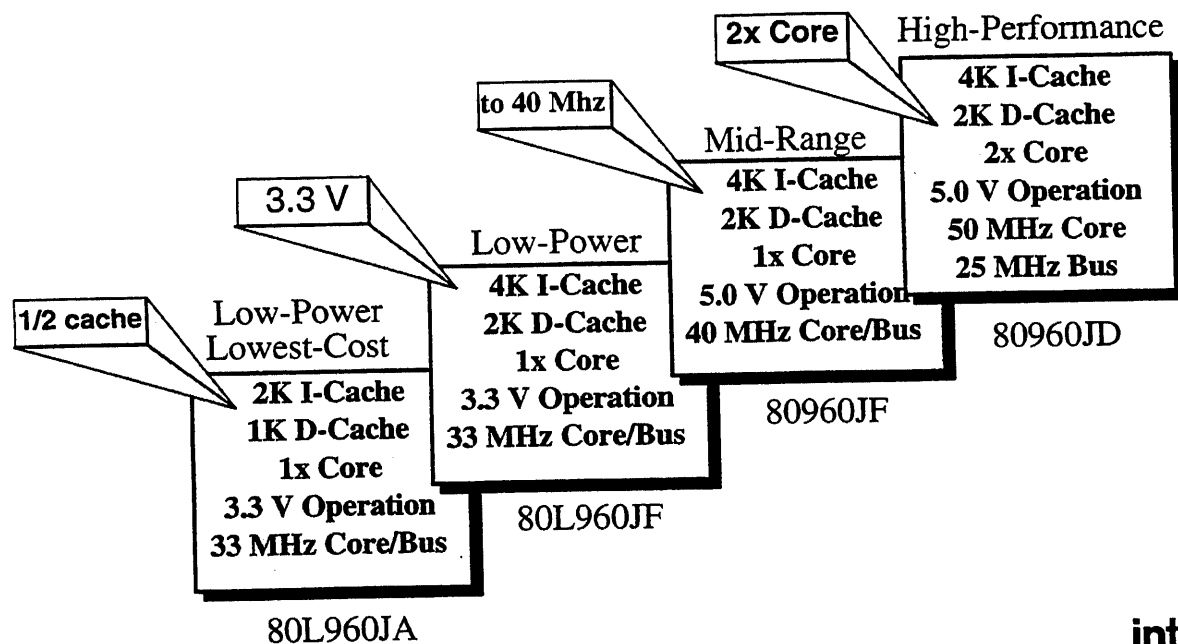 1/2 cache
Low-Power
Lowest-Cost
2K I-Cache
1K D-Cache
1x Core
3.3 V Operation
33 MHz Core/Bus
80L960JA
3.3 V
Low-Power
4K I-Cache
2K D-Cache
1x Core
3.3 V Operation
33 MHz Core/Bus
80L960JF
to 40 Mhz
Mid-Range
4K I-Cache
2K D-Cache
1x Core
5.0 V Operation
40 MHz Core/Bus
80960JF
2x Core
High-Performance
4K I-Cache
2K D-Cache
2x Core
5.0 V Operation
50 MHz Core
25 MHz Bus
80960JD
int